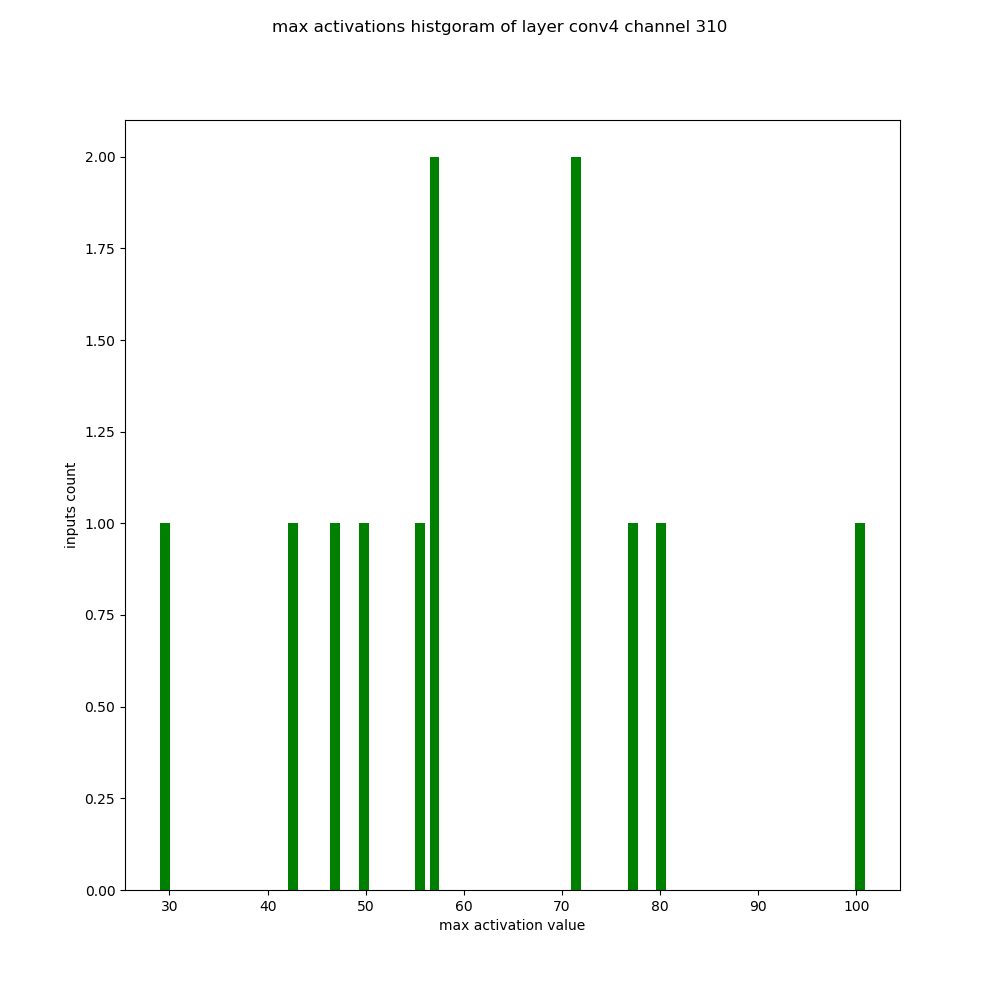 max activations histgoram of layer conv4 channel 310
2.00
1.75
1.50
1.25
1.00
0.75
0.50
0.25
0.00
inputs count
30 40 50 60 70 80 90 100
max activation value